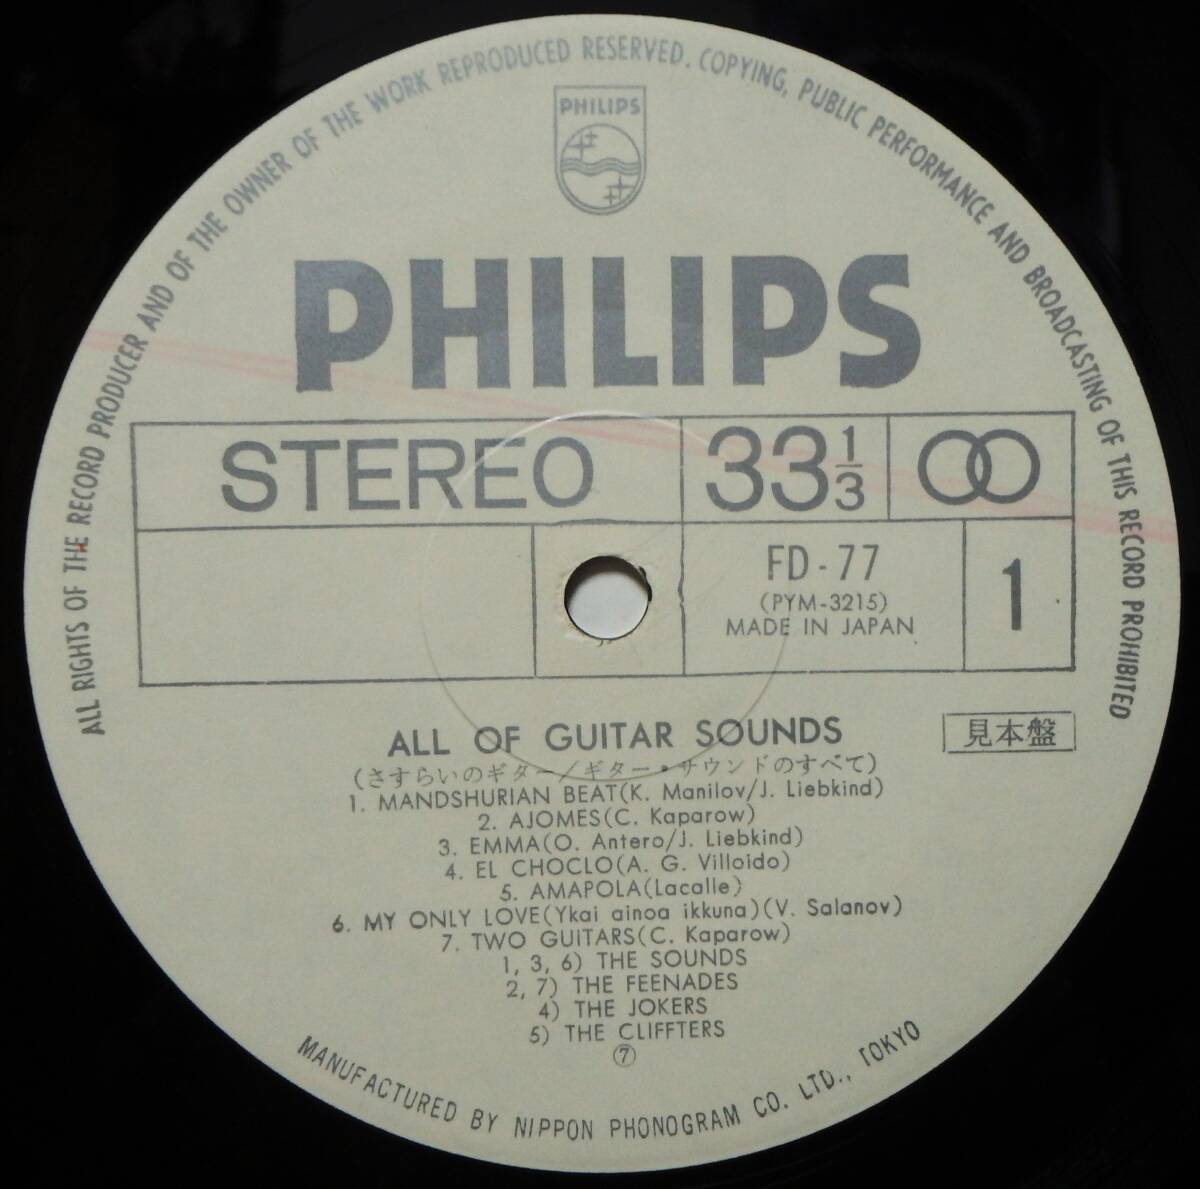 ALL RIGHTS OF THE RECORD PRODUCER AND OF THE OWNER OF THE WORK REPRODUCED RESERVED. COPYING, PUBLIC PERFORMANCE AND BROADCASTING OF THIS RECORD PROHIBITED
PHILIPS
PHILIPS
STEREO 33 1/3
FD - 77
(PYM-3215)
MADE IN JAPAN
1
ALL OF GUITAR SOUNDS
見本盤
(さすらいのギター/ギター・サウンドのすべて)
1. MANDSHURIAN BEAT(K. Manilov/J. Liebkind)
2. AJOMES(C. Kaparow)
3. EMMA(O. Antero/J. Liebkind)
4. EL CHOCLO(A. G. Villoido)
5. AMAPOLA(Lacalle)
6. MY ONLY LOVE(Ykai ainoa ikkuna)(V. Salanov)
7. TWO GUITARS(C. Kaparow)
1, 3, 6) THE SOUNDS
2, 7) THE FEENADES
4) THE JOKERS
5) THE CLIFFTERS
⑦
MANUFACTURED BY NIPPON PHONOGRAM CO. LTD., TOKYO